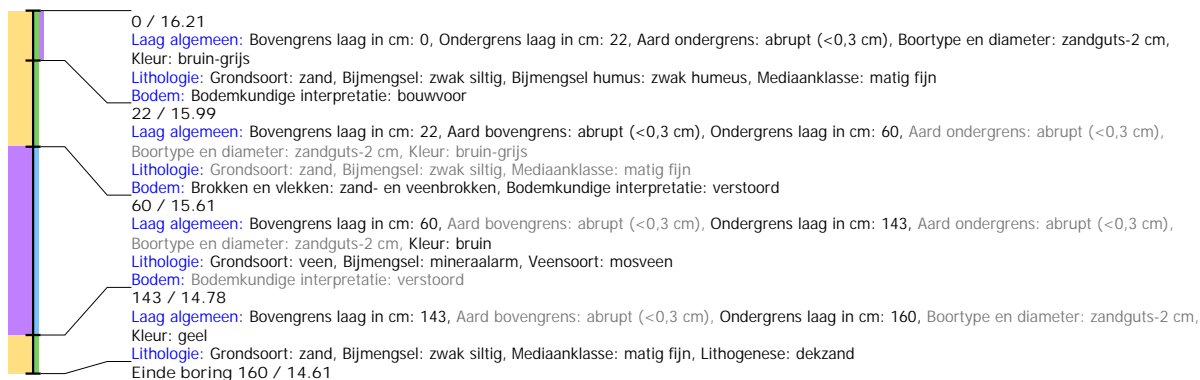 0 / 16.21
Laag algemeen: Bovengrens laag in cm: 0, Ondergrens laag in cm: 22, Aard ondergrens: abrupt (<0,3 cm), Boortype en diameter: zandguts-2 cm,
Kleur: bruin-grijs
Lithologie: Grondsoort: zand, Bijmengsel: zwak siltig, Bijmengsel humus: zwak humeus, Mediaanklasse: matig fijn
Bodem: Bodemkundige interpretatie: bouwvoor
22 / 15.99
Laag algemeen: Bovengrens laag in cm: 22, Aard bovengrens: abrupt (<0,3 cm), Ondergrens laag in cm: 60, Aard ondergrens: abrupt (<0,3 cm),
Boortype en diameter: zandguts-2 cm, Kleur: bruin-grijs
Lithologie: Grondsoort: zand, Bijmengsel: zwak siltig, Mediaanklasse: matig fijn
Bodem: Brokken en vlekken: zand- en veenbrokken, Bodemkundige interpretatie: verstoord
60 / 15.61
Laag algemeen: Bovengrens laag in cm: 60, Aard bovengrens: abrupt (<0,3 cm), Ondergrens laag in cm: 143, Aard ondergrens: abrupt (<0,3 cm),
Boortype en diameter: zandguts-2 cm, Kleur: bruin
Lithologie: Grondsoort: veen, Bijmengsel: mineraalarm, Veensoort: mosveen
Bodem: Bodemkundige interpretatie: verstoord
143 / 14.78
Laag algemeen: Bovengrens laag in cm: 143, Aard bovengrens: abrupt (<0,3 cm), Ondergrens laag in cm: 160, Boortype en diameter: zandguts-2 cm,
Kleur: geel
Lithologie: Grondsoort: zand, Bijmengsel: zwak siltig, Mediaanklasse: matig fijn, Lithogenese: dekzand
Einde boring 160 / 14.61